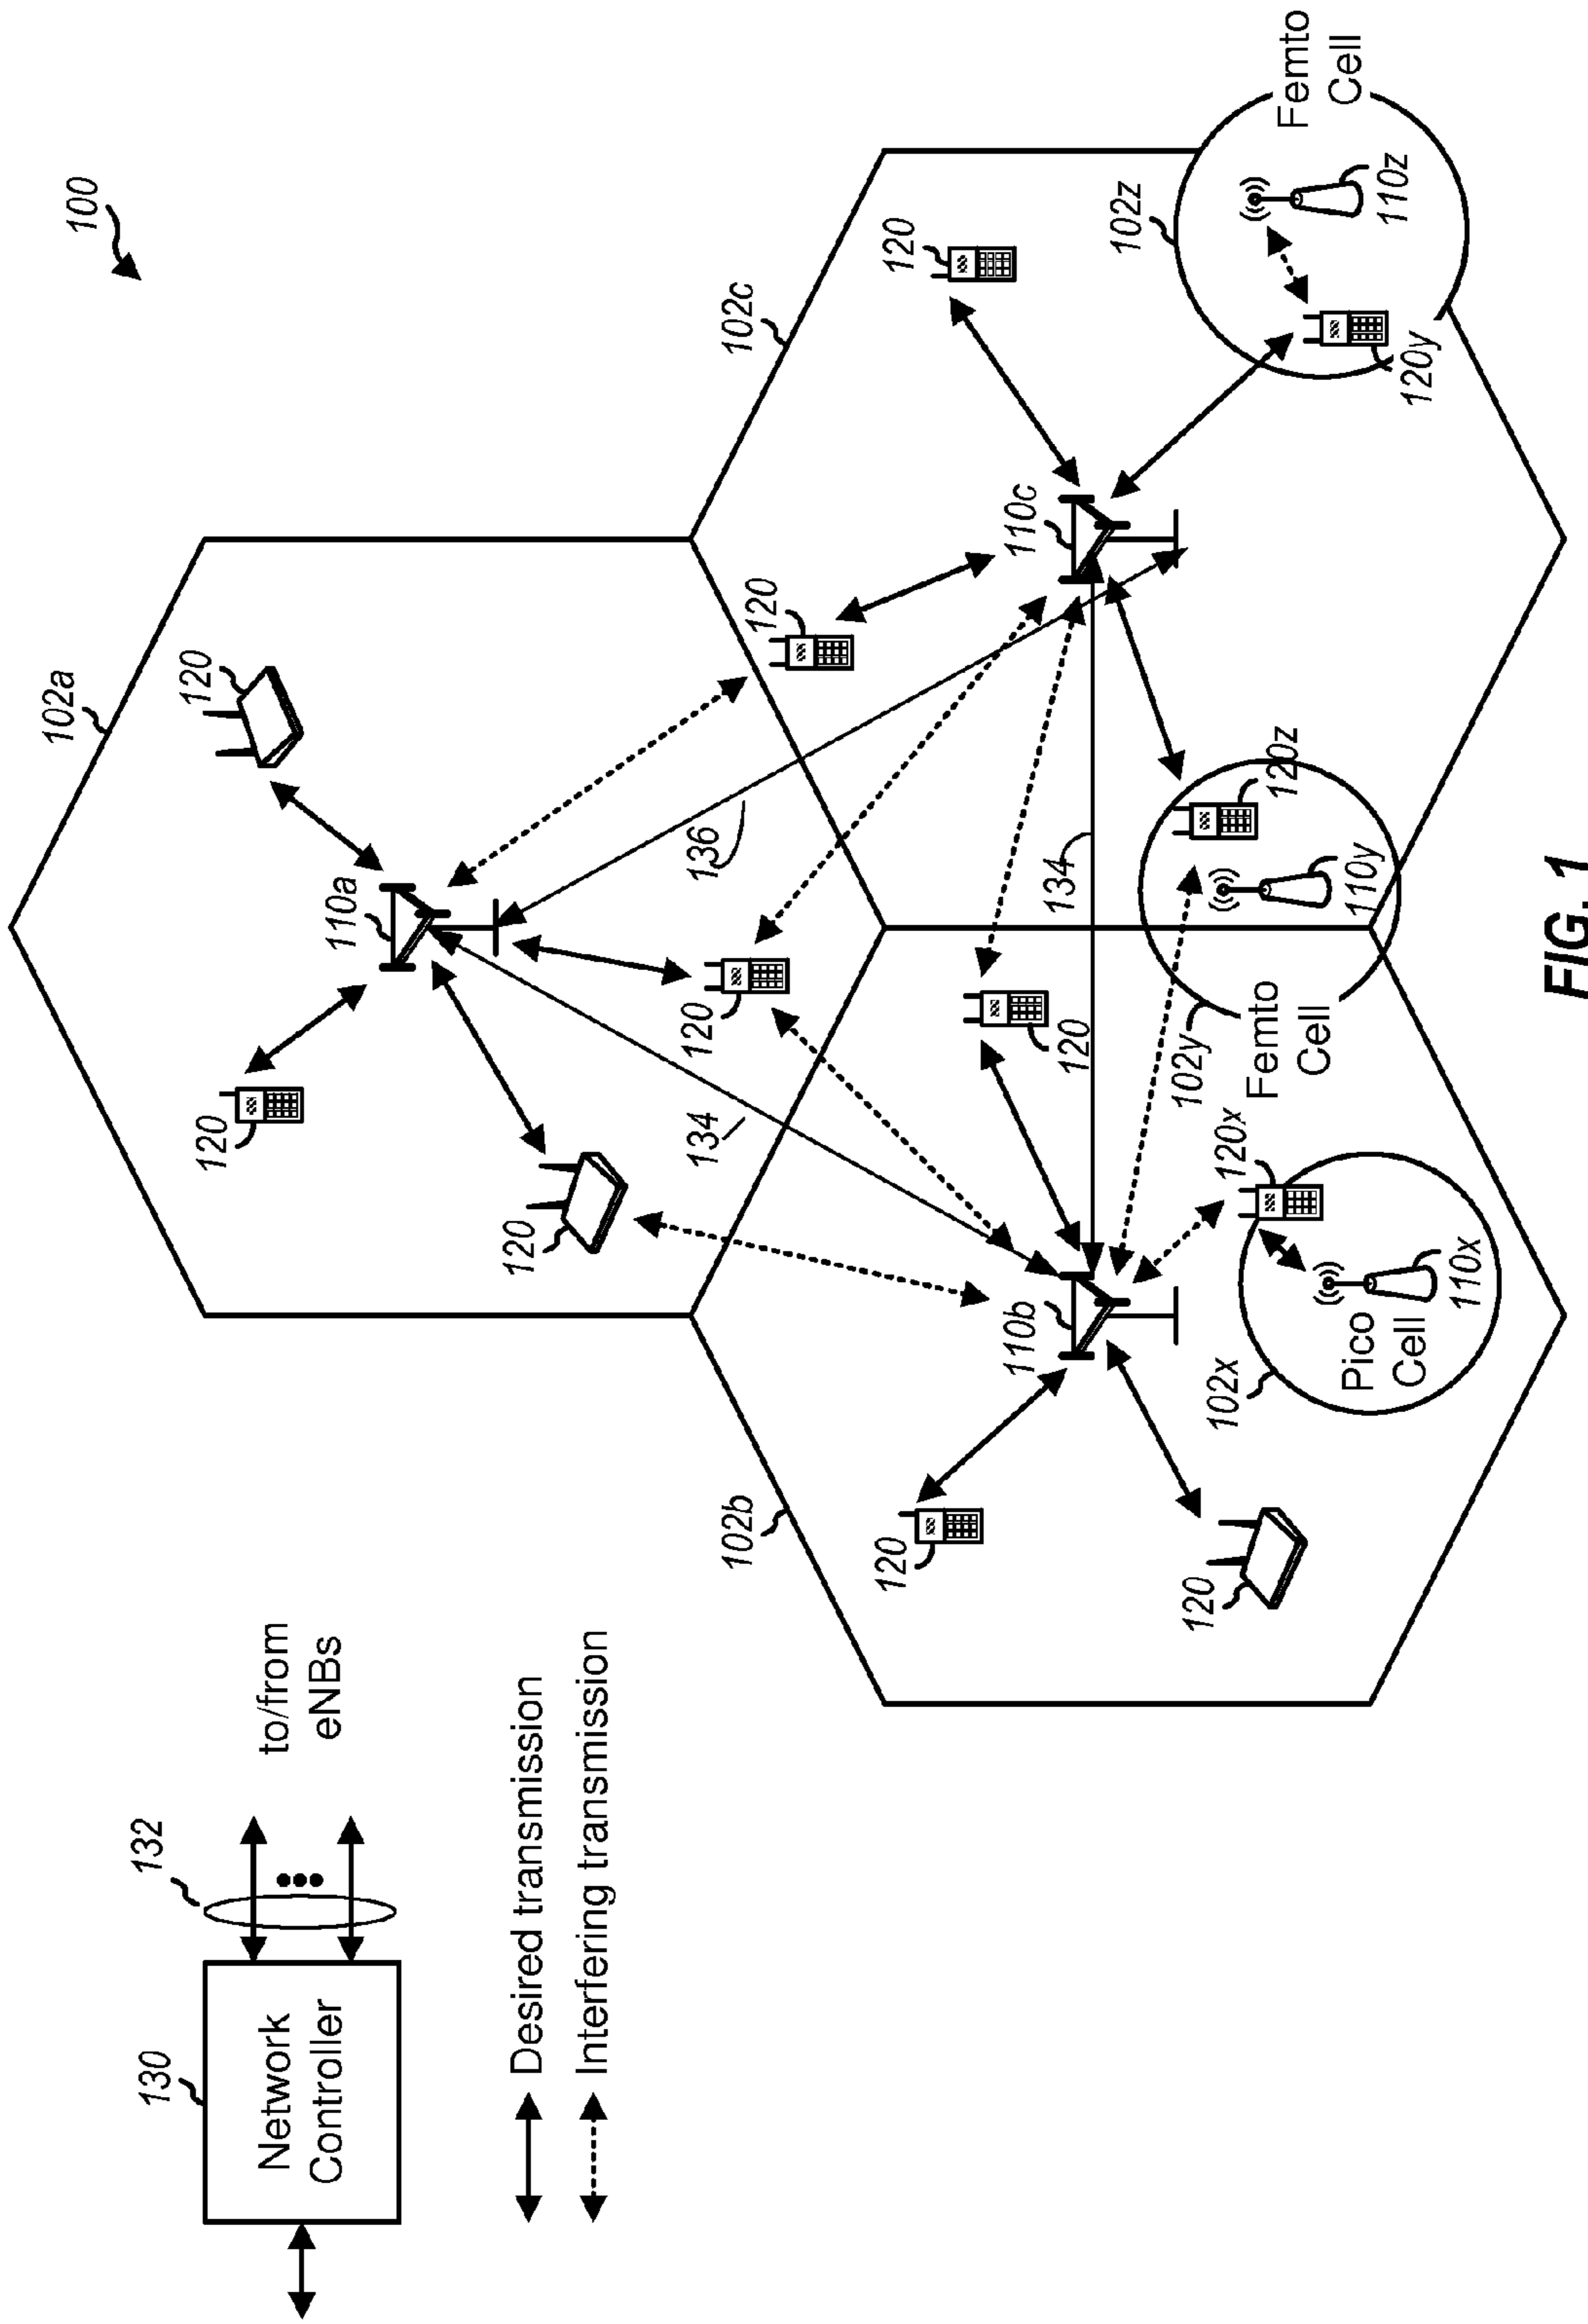 100
130
Network
Controller
132
to/from
eNBs
Desired transmission
Interfering transmission
102a
120
120
110a
120
120
136
134
102b
120
110b
120
120
134
102x
Pico
Cell
110x
120x
102y
Femto
Cell
110y
120z
102c
120
120
110c
120y
102z
110z
Femto
Cell
FIG. 1